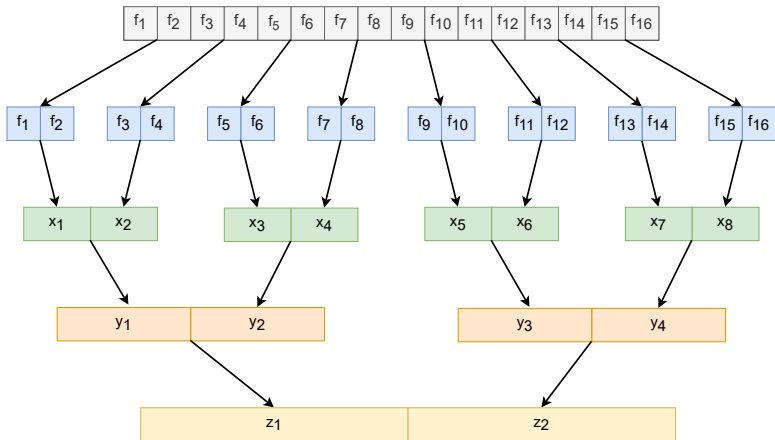 f₁ f₂ f₃ f₄ f₅ f₆ f₇ f₈ f₉ f₁₀ f₁₁ f₁₂ f₁₃ f₁₄ f₁₅ f₁₆
f₁ f₂ f₃ f₄ f₅ f₆ f₇ f₈ f₉ f₁₀ f₁₁ f₁₂ f₁₃ f₁₄ f₁₅ f₁₆
x₁ x₂ x₃ x₄ x₅ x₆ x₇ x₈
y₁ y₂ y₃ y₄
z₁ z₂